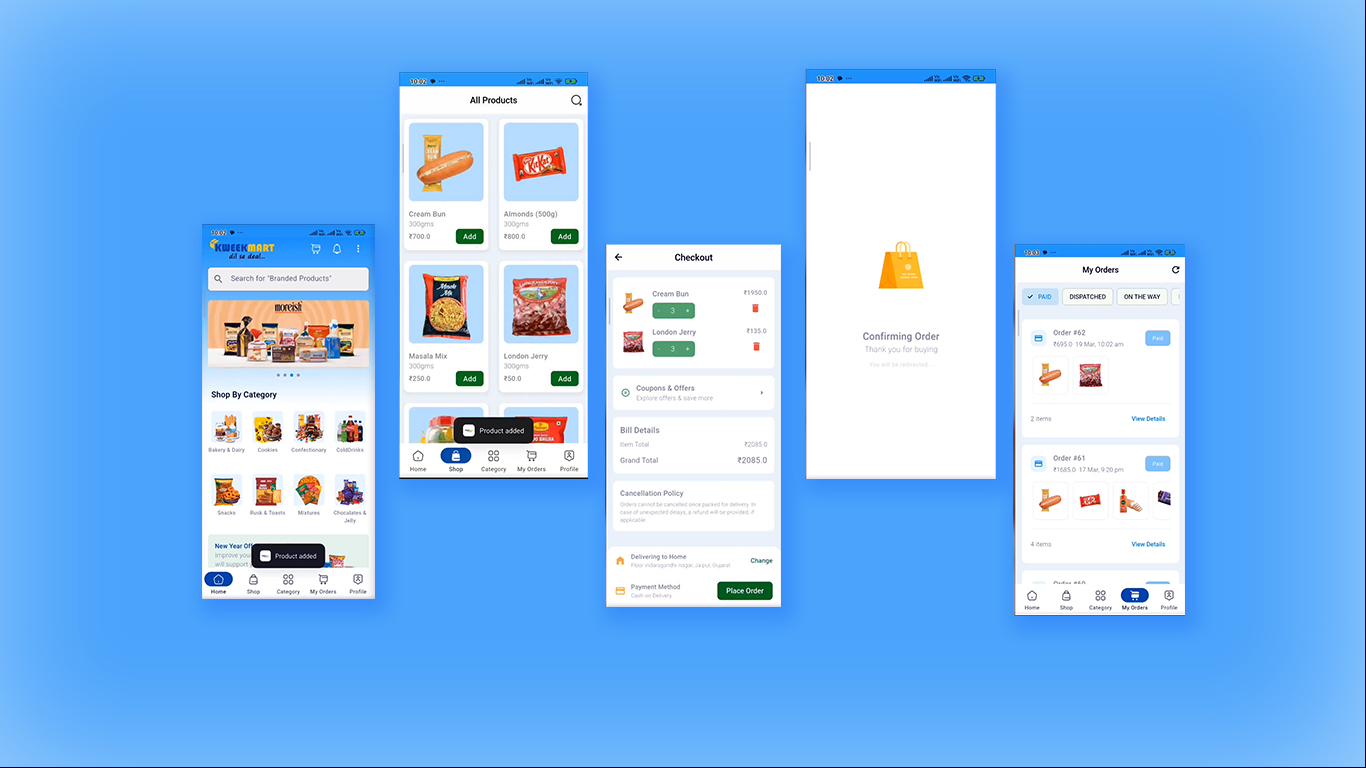 10:02
KWEEKMART
dil se deal...
Search for "Branded Products"
moreish
Shop By Category
Bakery & Dairy
Cookies
Confectionary
ColdDrinks
Snacks
Rusk & Toasts
Mixtures
Chocalates & Jelly
New Year Off
Improve your
will support y
Product added
Home
Shop
Category
My Orders
Profile
10:02
All Products
KitKat
Cream Bun
300gms
₹700.0
Add
Almonds (500g)
300gms
₹800.0
Add
Masala Mix
Masala Mix
300gms
₹250.0
Add
London Jerry
300gms
₹50.0
Add
Product added
Home
Shop
Category
My Orders
Profile
Checkout
Cream Bun
₹1950.0
- 3 +
London Jerry
₹135.0
- 3 +
Coupons & Offers
Explore offers & save more
Bill Details
Item Total
₹2085.0
Grand Total
₹2085.0
Cancellation Policy
Orders cannot be cancelled once packed for delivery. In
case of unexpected delays, a refund will be provided, if
applicable.
Delivering to Home
Floor indaragandhi nagar, Jaipur, Gujarat
Change
Payment Method
Cash on Delivery
Place Order
10:02
Confirming Order
Thank you for buying
You will be redirected...
10:03
My Orders
PAID
DISPATCHED
ON THE WAY
Order #62
₹695.0 19 Mar, 10:02 am
Paid
2 items
View Details
Order #61
₹1685.0 17 Mar, 9:20 pm
Paid
4 items
View Details
Order #60
Home
Shop
Category
My Orders
Profile